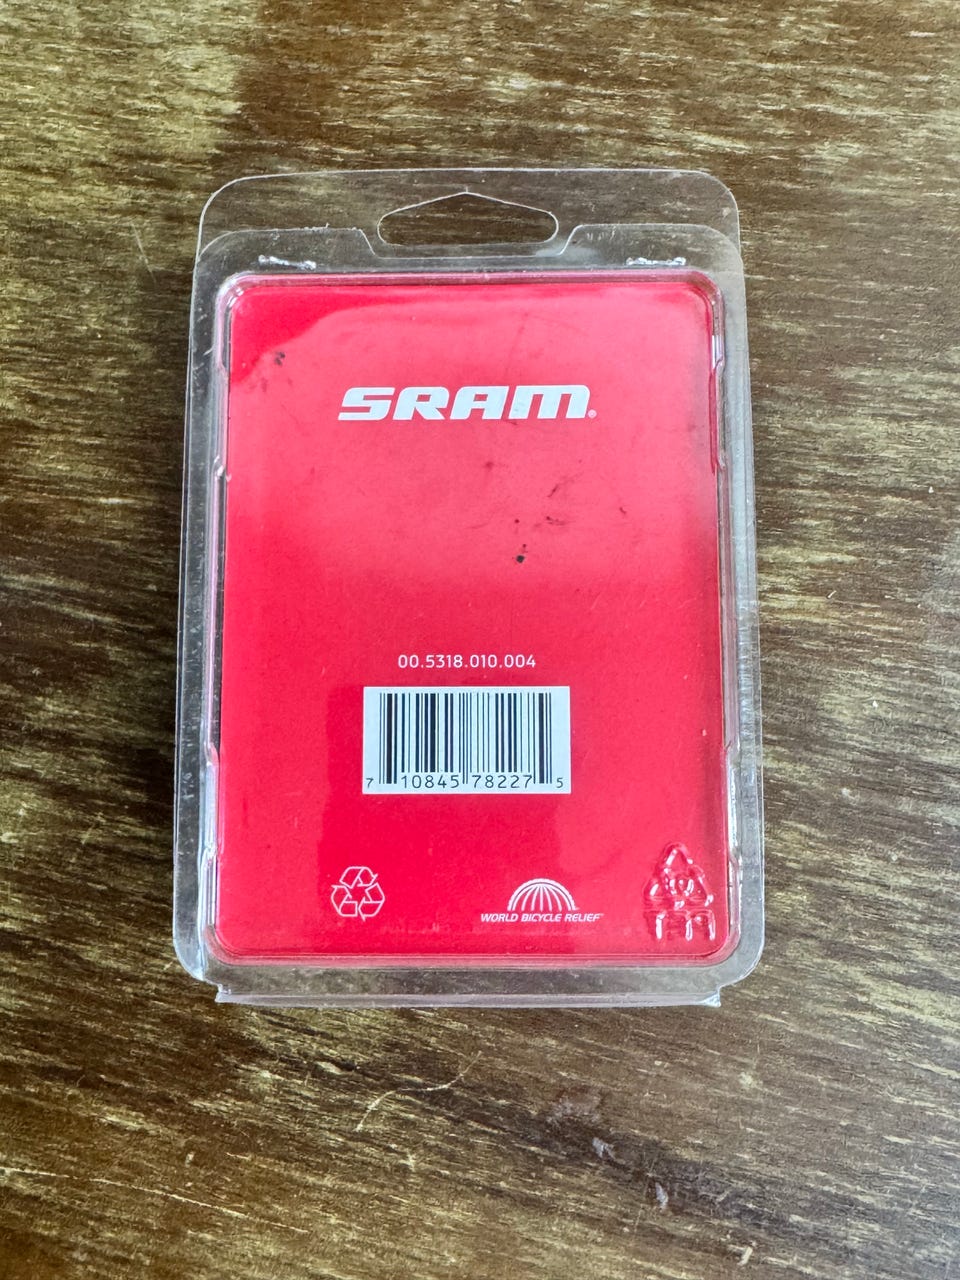 SRAM®
00.5318.010.004
7 10845 78227 5
WORLD BICYCLE RELIEF